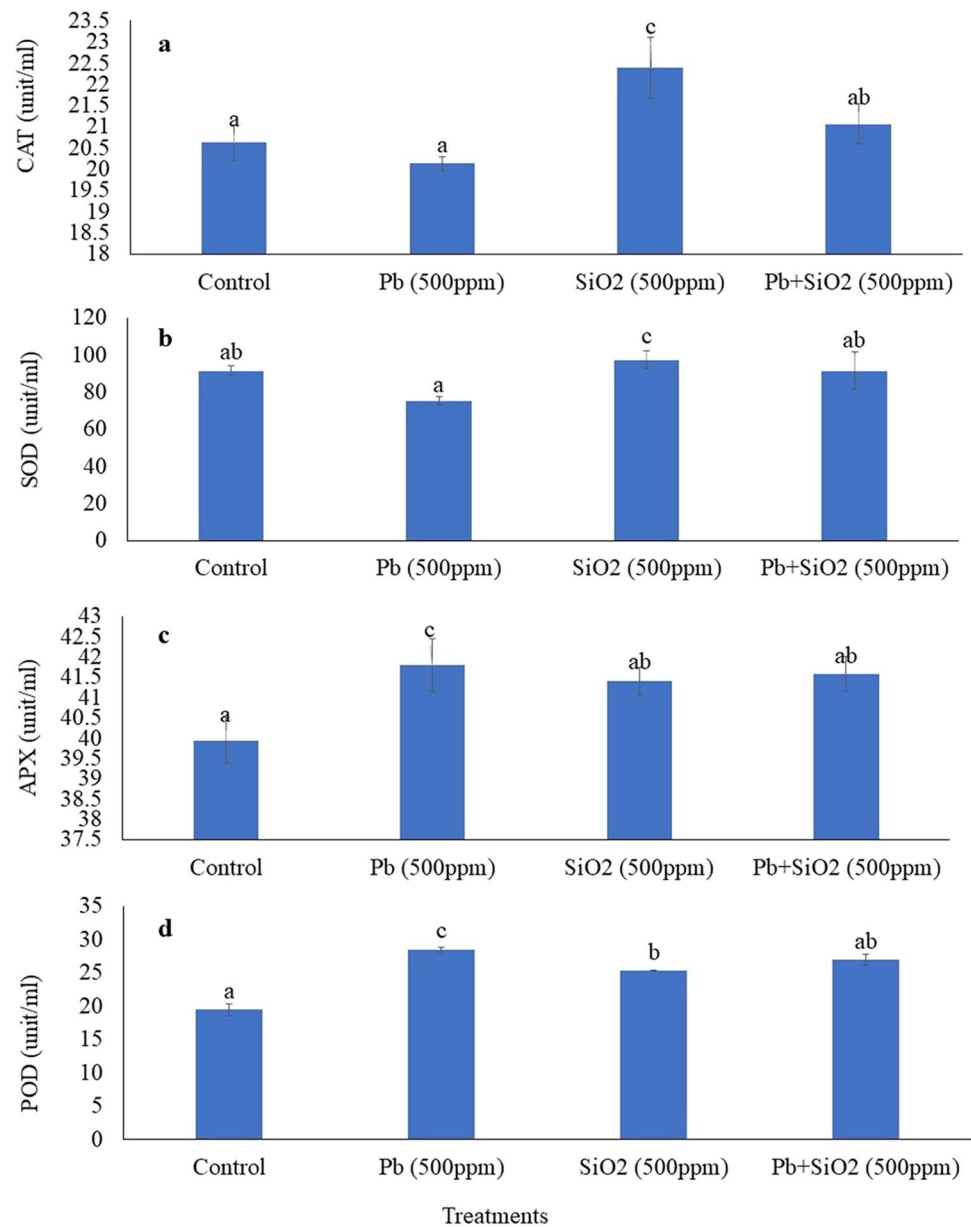 CAT (unit/ml)
23.5
23
22.5
22
21.5
21
20.5
20
19.5
19
18.5
18
a
a
a
c
ab
Control Pb (500ppm) SiO2 (500ppm) Pb+SiO2 (500ppm)
SOD (unit/ml)
120
100
80
60
40
20
0
b
ab
a
c
ab
Control Pb (500ppm) SiO2 (500ppm) Pb+SiO2 (500ppm)
APX (unit/ml)
43
42.5
42
41.5
41
40.5
40
39.5
39
38.5
38
37.5
c
a
c
ab
ab
Control Pb (500ppm) SiO2 (500ppm) Pb+SiO2 (500ppm)
POD (unit/ml)
35
30
25
20
15
10
5
0
d
a
c
b
ab
Control Pb (500ppm) SiO2 (500ppm) Pb+SiO2 (500ppm)
Treatments